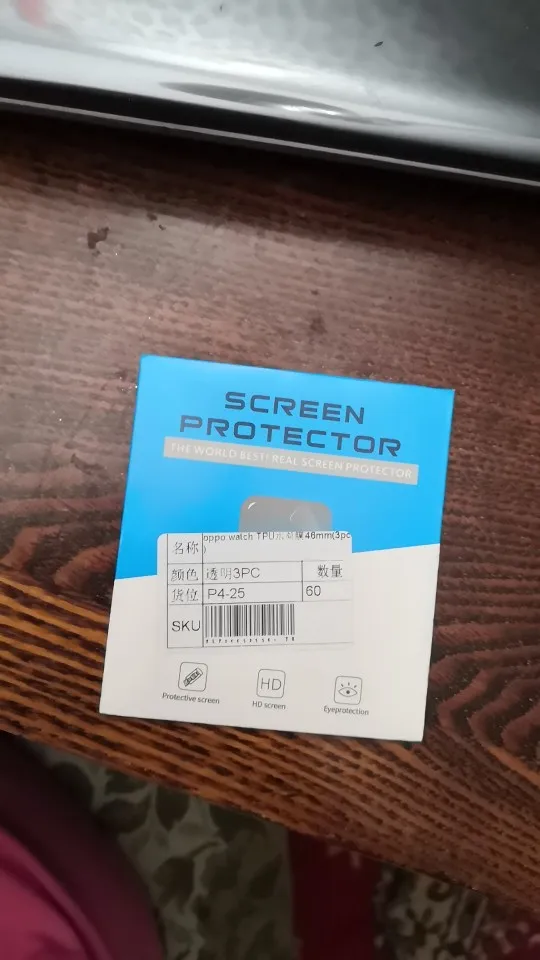 SCREEN
PROTECTOR
THE WORLD BEST! REAL SCREEN PROTECTOR
名称 oppo watch TPU 46mm(3pc
)
颜色 透明3PC 数量
货位 P4-25 60
SKU
Protective screen
HD
HD screen
Eyeprotection